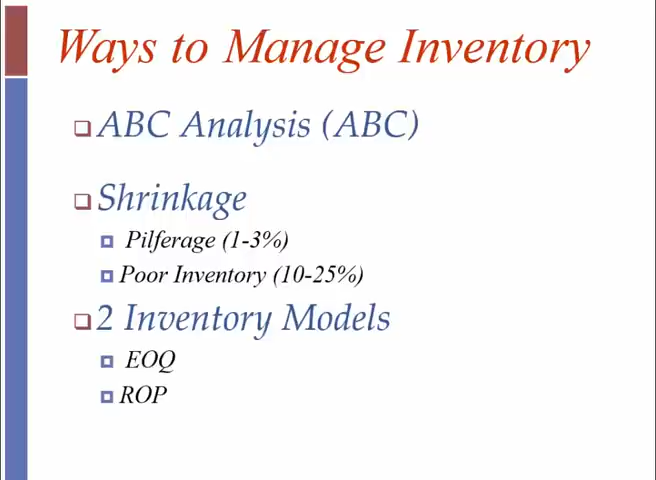 Ways to Manage Inventory
ABC Analysis (ABC)
Shrinkage
Pilferage (1-3%)
Poor Inventory (10-25%)
2 Inventory Models
EOQ
ROP